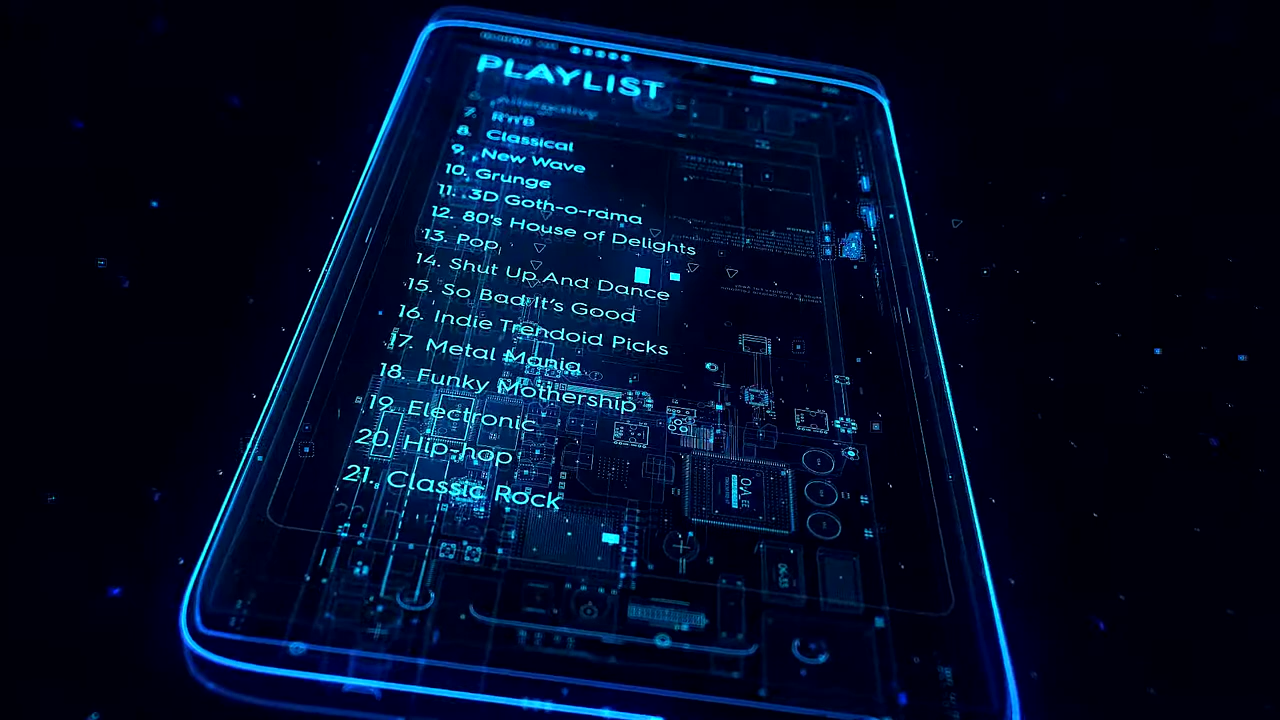 PLAYLIST
6. Alternative
7. RnB
8. Classical
9. New Wave
10. Grunge
11. 3D Goth-o-rama
12. 80's House of Delights
13. Pop
14. Shut Up And Dance
15. So Bad It's Good
16. Indie Trendoid Picks
17. Metal Mania
18. Funky Mothership
19. Electronic
20. Hip-hop
21. Classic Rock